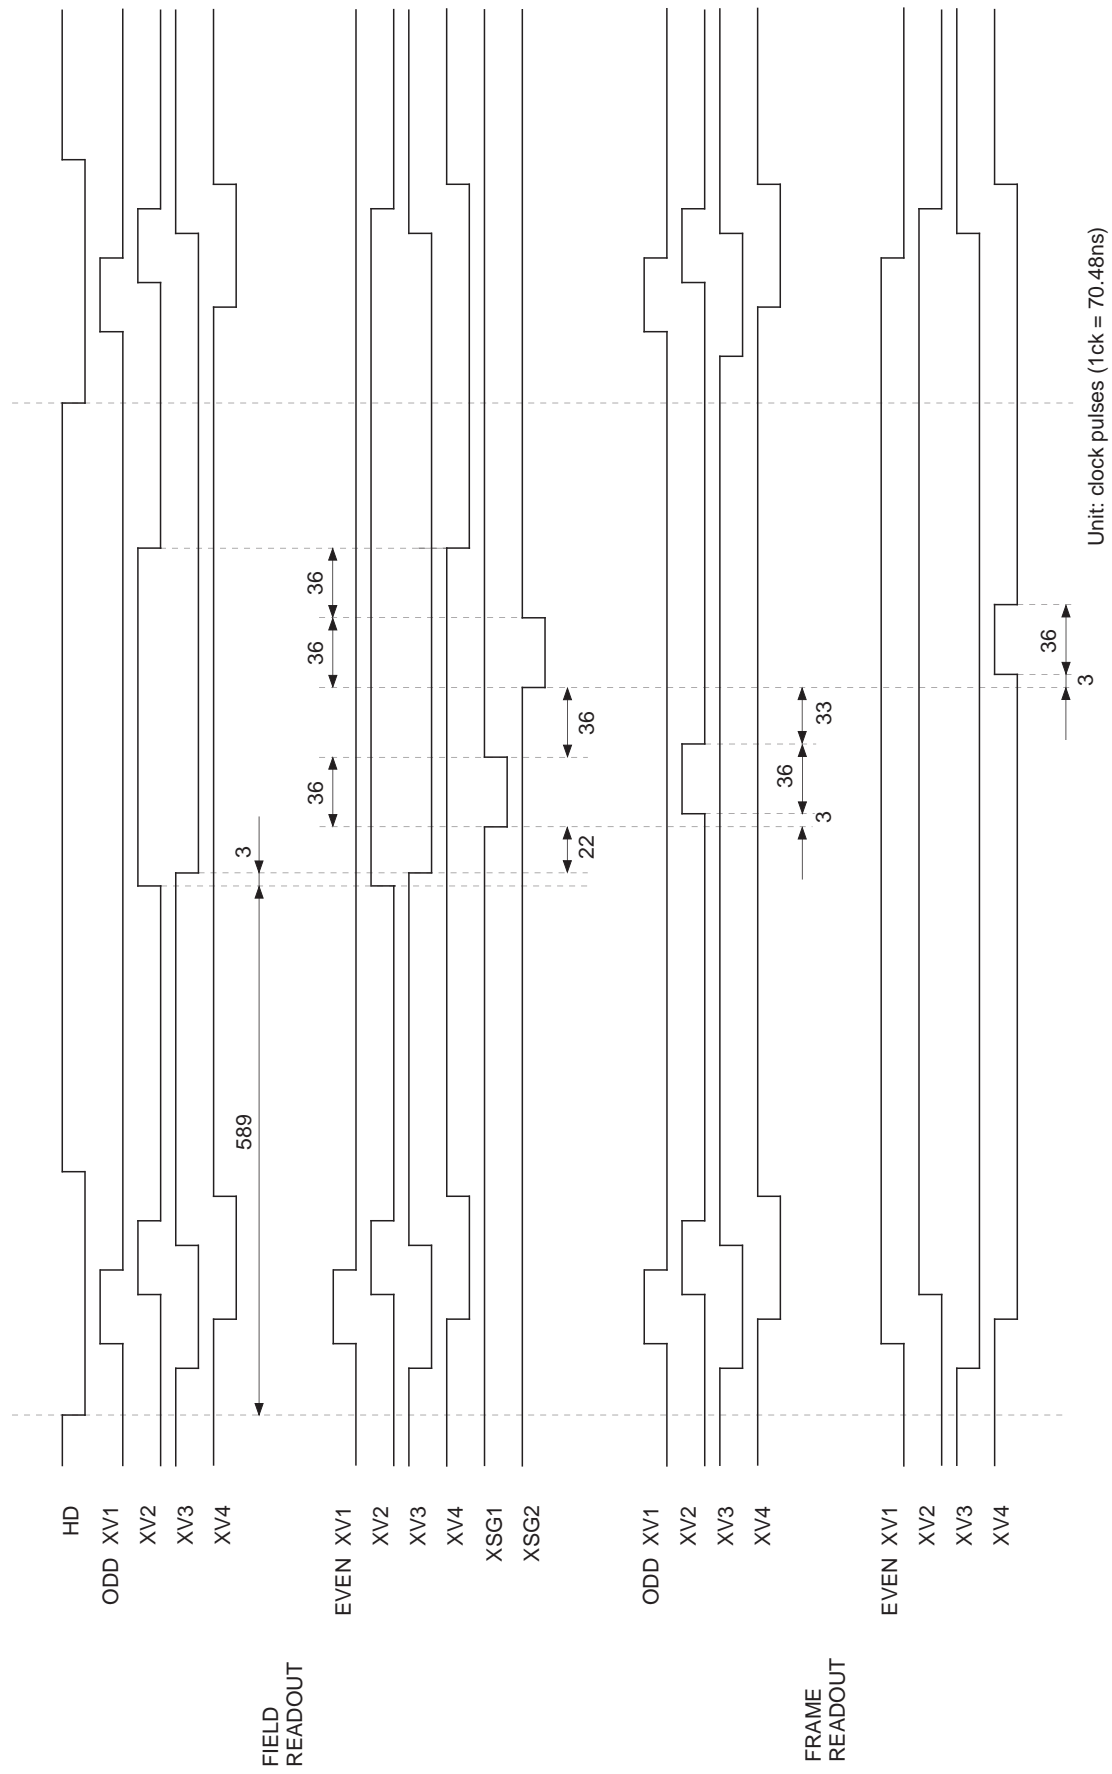 HD
ODD XV1
XV2
XV3
XV4
589
3
FIELD
READOUT
EVEN XV1
XV2
XV3
XV4
XSG1
XSG2
36
36
36
22
36
ODD XV1
XV2
XV3
XV4
3
36
33
FRAME
READOUT
EVEN XV1
XV2
XV3
XV4
3
36
Unit: clock pulses (1ck = 70.48ns)